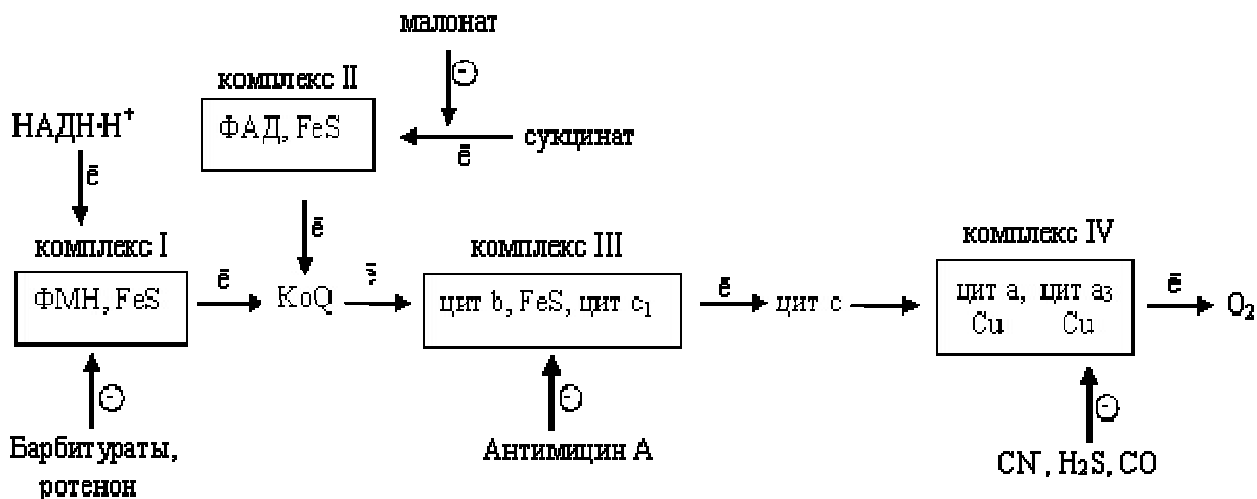 малонат
⊖
комплекс II
ФАД, FeS
НАДН·H⁺
сукцинат
ē
ē
ē
комплекс I
комплекс III
комплекс IV
ФМН, FeS
ē
KoQ
цит b, FeS, цит c₁
ē
цит c
цит a, цит a₃
Cu Cu
ē
O₂
⊖
⊖
⊖
Барбитураты,
ротенон
Антимицин А
CN⁻, H₂S, CO